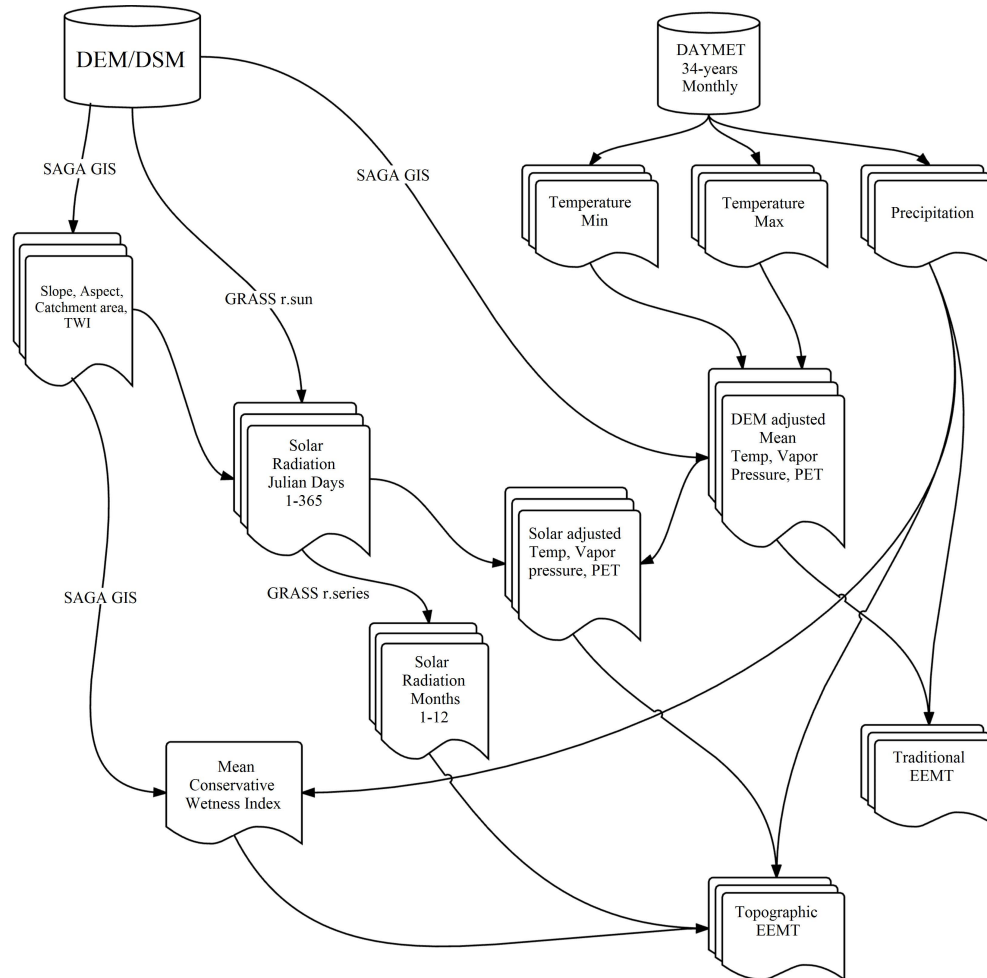 DEM/DSM
DAYMET
34-years
Monthly
SAGA GIS
SAGA GIS
Temperature
Min
Temperature
Max
Precipitation
Slope, Aspect,
Catchment area,
TWI
GRASS r.sun
Solar
Radiation
Julian Days
1-365
DEM adjusted
Mean
Temp, Vapor
Pressure, PET
Solar adjusted
Temp, Vapor
pressure, PET
SAGA GIS
GRASS r.series
Solar
Radiation
Months
1-12
Mean
Conservative
Wetness Index
Traditional
EEMT
Topographic
EEMT